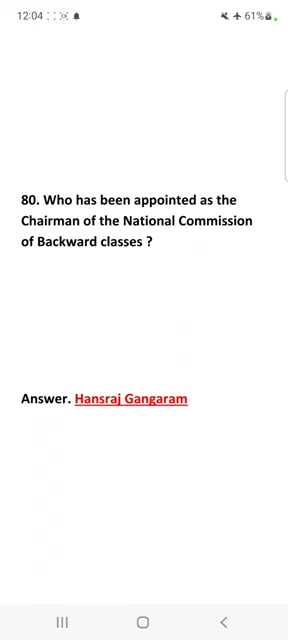 12:04 61%
80. Who has been appointed as the
Chairman of the National Commission
of Backward classes ?
Answer. Hansraj Gangaram